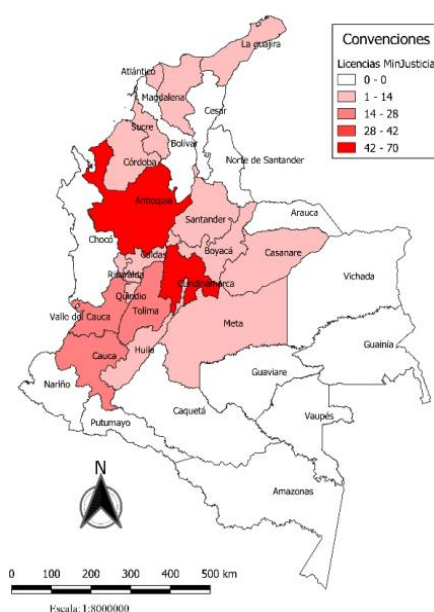 Convenciones
Licencias MinJusticia
0 - 0
1 - 14
14 - 28
28 - 42
42 - 70
La guajira
Atlántico
Magdalena
Cesar
Sucre
Bolívar
Norte de Santander
Córdoba
Antioquia
Santander
Arauca
Chocó
Boyacá
Caldas
Casanare
Risaralda
Cundinamarca
Vichada
Quindio
Valle del Cauca
Tolima
Meta
Guainía
Cauca
Huila
Guaviare
Nariño
Caquetá
Vaupés
Putumayo
Amazonas
N
0 100 200 300 400 500 km
Escala: 1:8000000